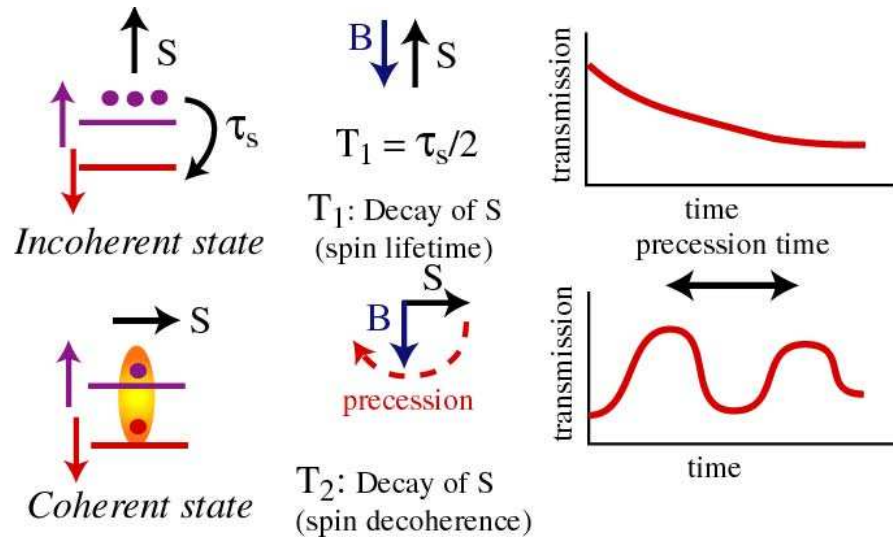 S
τs
Incoherent state
B
S
T1 = τs/2
T1: Decay of S
(spin lifetime)
transmission
time
precession time
S
Coherent state
S
B
precession
T2: Decay of S
(spin decoherence)
transmission
time